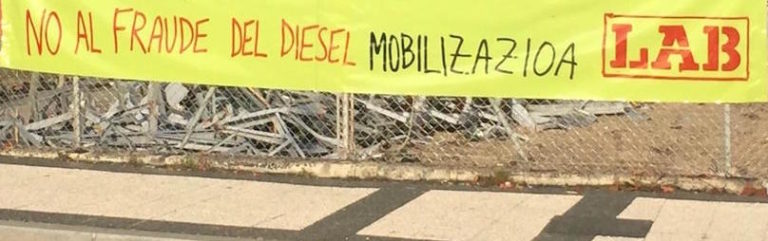 NO AL FRAUDE DEL DIESEL MOBILIZAZIOA LAB